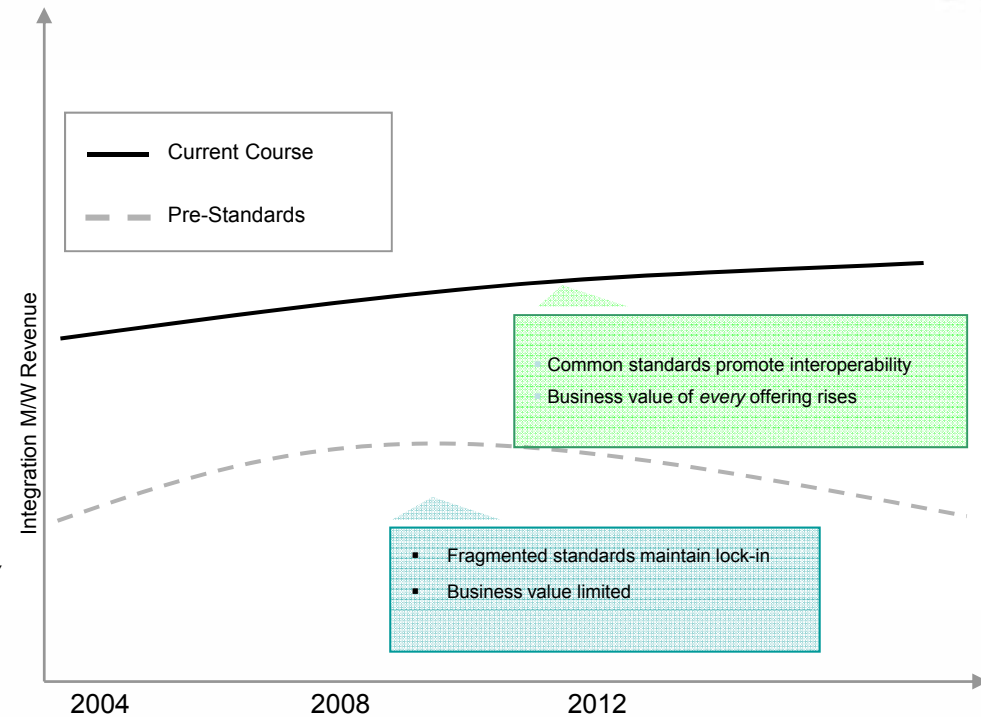 Current Course
Pre-Standards
Integration M/W Revenue
Common standards promote interoperability
Business value of every offering rises
▪ Fragmented standards maintain lock-in
▪ Business value limited
2004 2008 2012